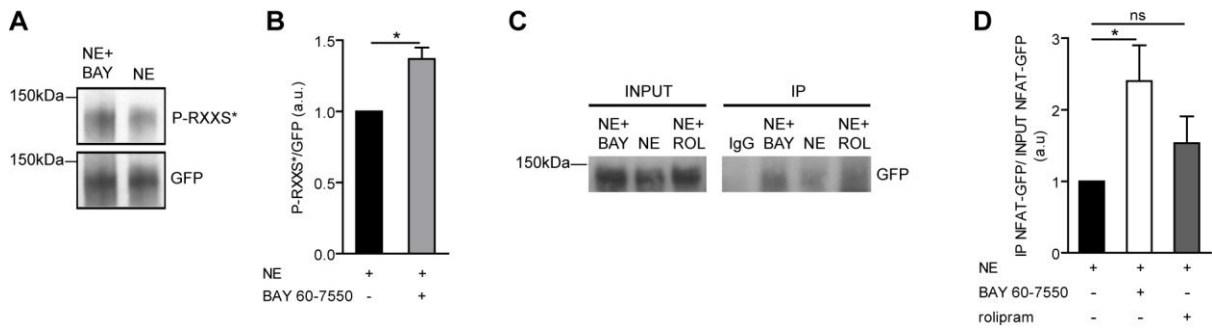 A
NE+
BAY
NE
150kDa
P-RXXS*
150kDa
GFP
B
P-RXXS*/GFP (a.u.)
1.5
1.0
0.5
0.0
*
NE + +
BAY 60-7550 - +
C
INPUT
IP
NE+
BAY
NE
NE+
ROL
IgG
NE+
BAY
NE
NE+
ROL
150kDa
GFP
D
IP NFAT-GFP/ INPUT NFAT-GFP
(a.u)
3
2
1
0
ns
*
NE + + +
BAY 60-7550 - + -
rolipram - - +